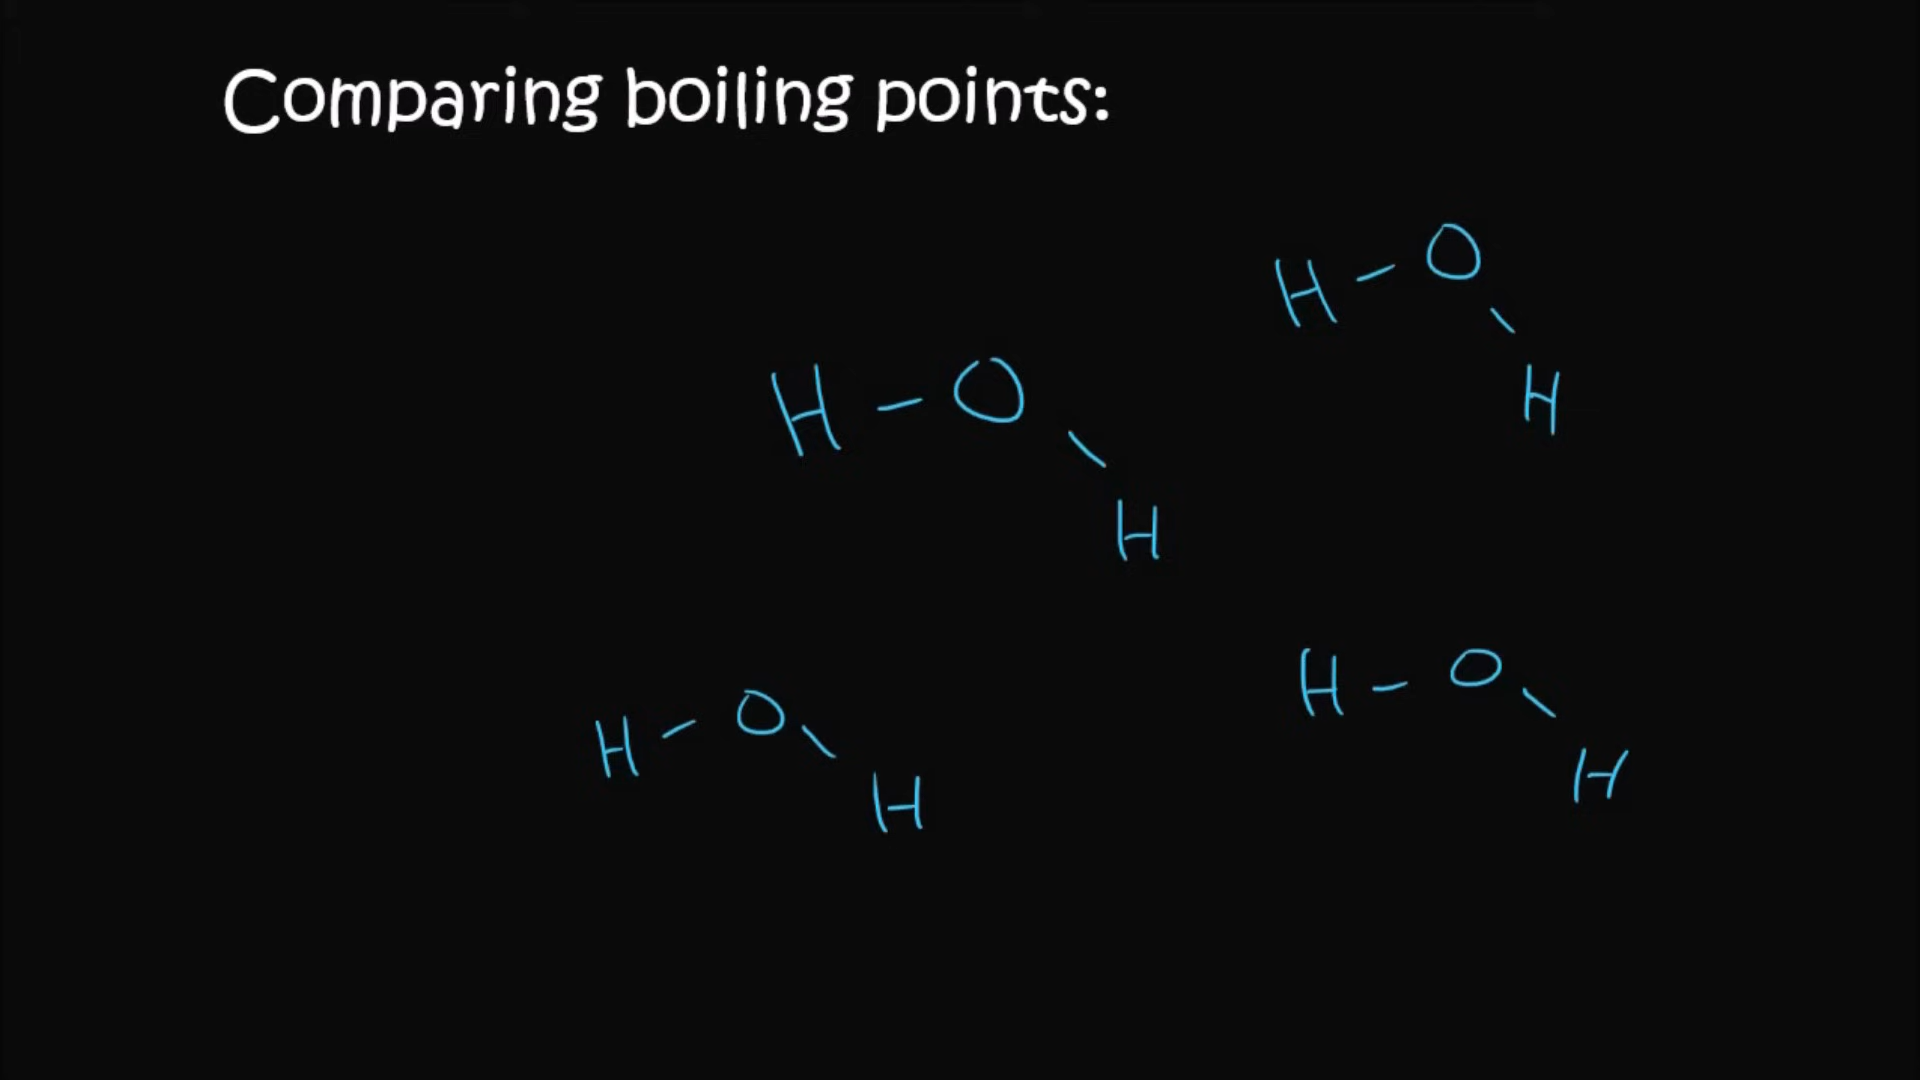 Comparing boiling points:
H - O
H
H - O
H
H - O
H
H - O
H